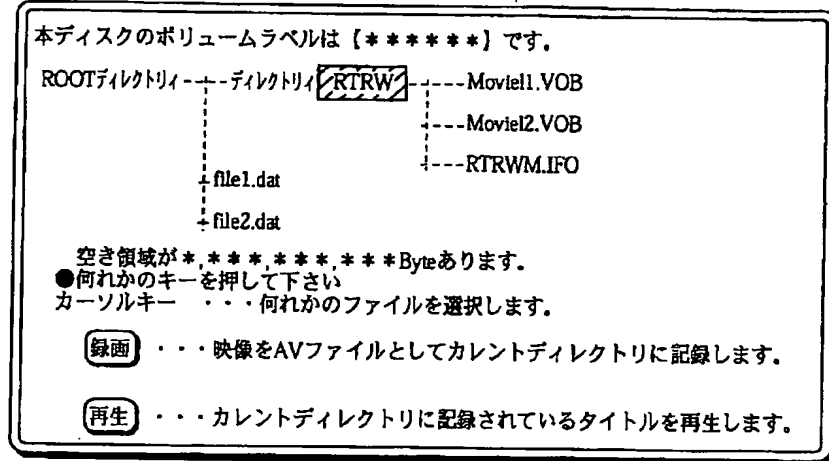 本ディスクのボリュームラベルは【******】です.
ROOTディレクトリィ----ディレクトリィ RTRW ----Moviel1.VOB
----Moviel2.VOB
----RTRWM.IFO
file1.dat
file2.dat
空き領域が*,***,***,***Byteあります.
●何れかのキーを押して下さい
カーソルキー ・・・何れかのファイルを選択します.
録画 ・・・映像をAVファイルとしてカレントディレクトリに記録します.
再生 ・・・カレントディレクトリに記録されているタイトルを再生します.